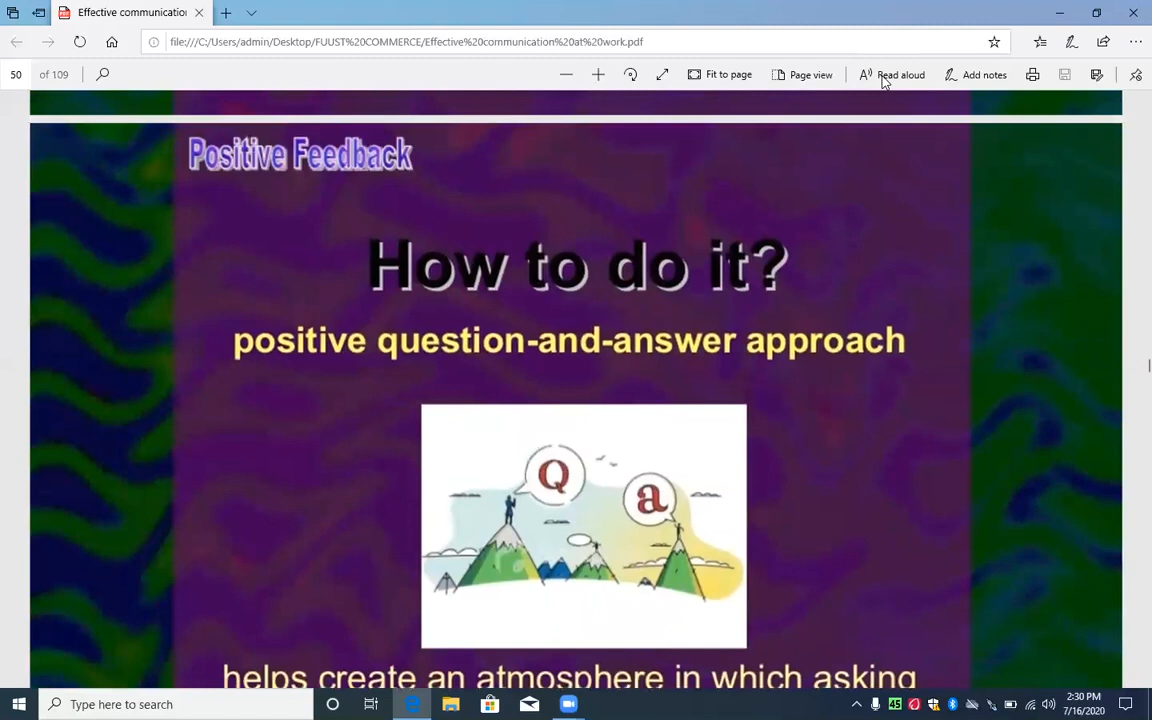 Effective communication
file:///C:/Users/admin/Desktop/FUUST%20COMMERCE/Effective%20communication%20at%20work.pdf
50 of 109
Fit to page
Page view
Read aloud
Add notes
Positive Feedback
How to do it?
positive question-and-answer approach
Q
a
helps create an atmosphere in which asking
Type here to search
45
2:30 PM
7/16/2020